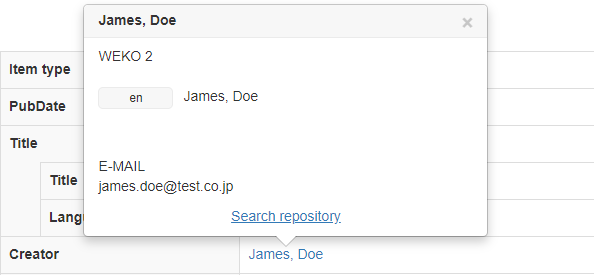 James, Doe ×
WEKO 2
en James, Doe
E-MAIL
james.doe@test.co.jp
Search repository
Item type
PubDate
Title
Title
Creator James, Doe